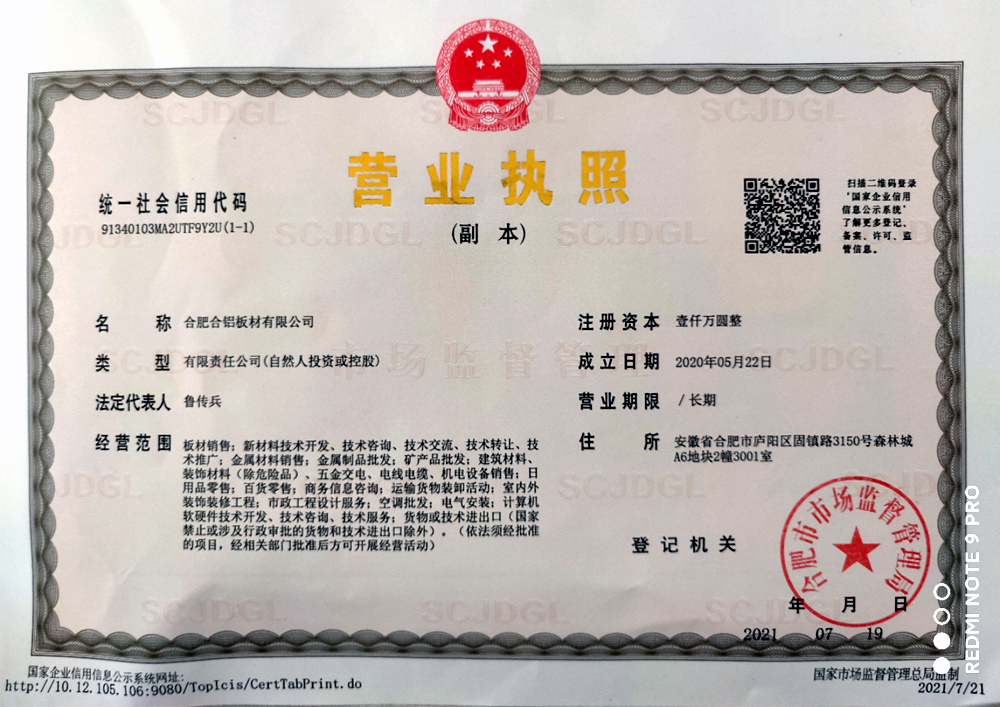 营业执照
(副 本)
统一社会信用代码
91340103MA2UTF9Y2U(1-1)
扫描二维码登录
"国家企业信用
信息公示系统"
了解更多登记、
备案、许可、监
管信息。
名 称 合肥合铝板材有限公司
类 型 有限责任公司(自然人投资或控股)
法定代表人 鲁传兵
经营范围 板材销售；新材料技术开发、技术咨询、技术交流、技术转让、技
术推广；金属材料销售；金属制品批发；矿产品批发；建筑材料、
装饰材料（除危险品）、五金交电、电线电缆、机电设备销售；日
用品零售；百货零售；商务信息咨询；运输货物装卸活动；室内外
装饰装修工程；市政工程设计服务；空调批发；电气安装；计算机
软硬件技术开发、技术咨询、技术服务；货物或技术进出口（国家
禁止或涉及行政审批的货物和技术进出口除外）。（依法须经批准
的项目，经相关部门批准后方可开展经营活动）
注册资本 壹仟万圆整
成立日期 2020年05月22日
营业期限 / 长期
住 所 安徽省合肥市庐阳区固镇路3150号森林城
A6地块2幢3001室
登记机关
合肥市市场监督管理局
年 月 日
2021 07 19
SCJDGL
市场监督管理
国家企业信用信息公示系统网址:
http://10.12.105.106:9080/TopIcis/CertTabPrint.do
国家市场监督管理总局监制
2021/7/21
REDMI NOTE 9 PRO